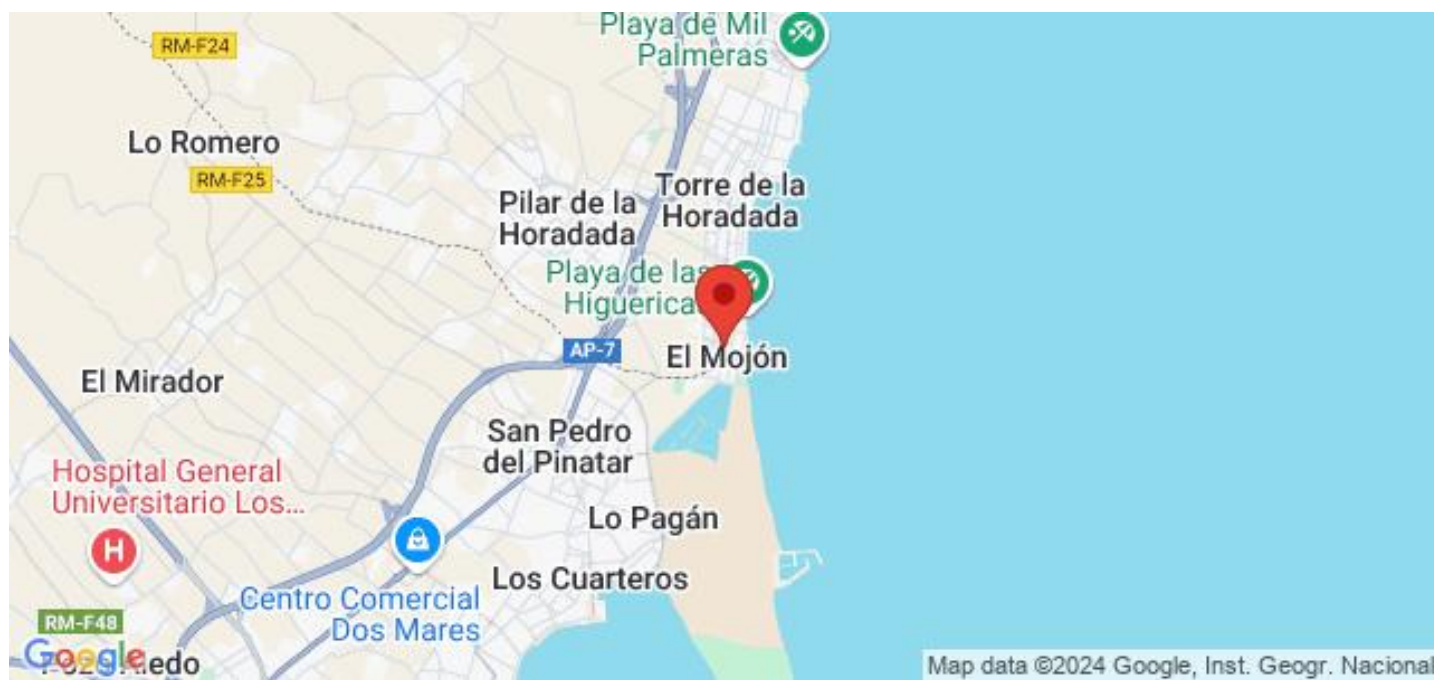 Playa de Mil
Palmeras
RM-F24
Lo Romero
RM-F25
Torre de la
Horadada
Pilar de la
Horadada
Playa de las
Higuerica
El Mojón
AP-7
El Mirador
San Pedro
del Pinatar
Hospital General
Universitario Los...
H
Lo Pagán
Los Cuarteros
Centro Comercial
Dos Mares
RM-F48
Google
Map data ©2024 Google, Inst. Geogr. Nacional